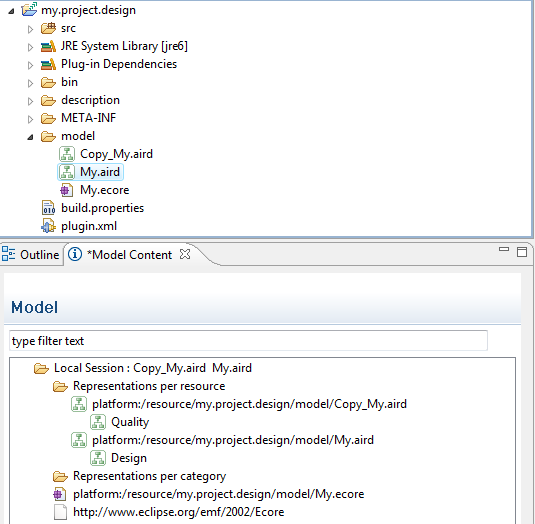 my.project.design
src
JRE System Library [jre6]
Plug-in Dependencies
bin
description
META-INF
model
Copy_My.aird
My.aird
My.ecore
build.properties
plugin.xml
Outline *Model Content
Model
type filter text
Local Session : Copy_My.aird My.aird
Representations per resource
platform:/resource/my.project.design/model/Copy_My.aird
Quality
platform:/resource/my.project.design/model/My.aird
Design
Representations per category
platform:/resource/my.project.design/model/My.ecore
http://www.eclipse.org/emf/2002/Ecore